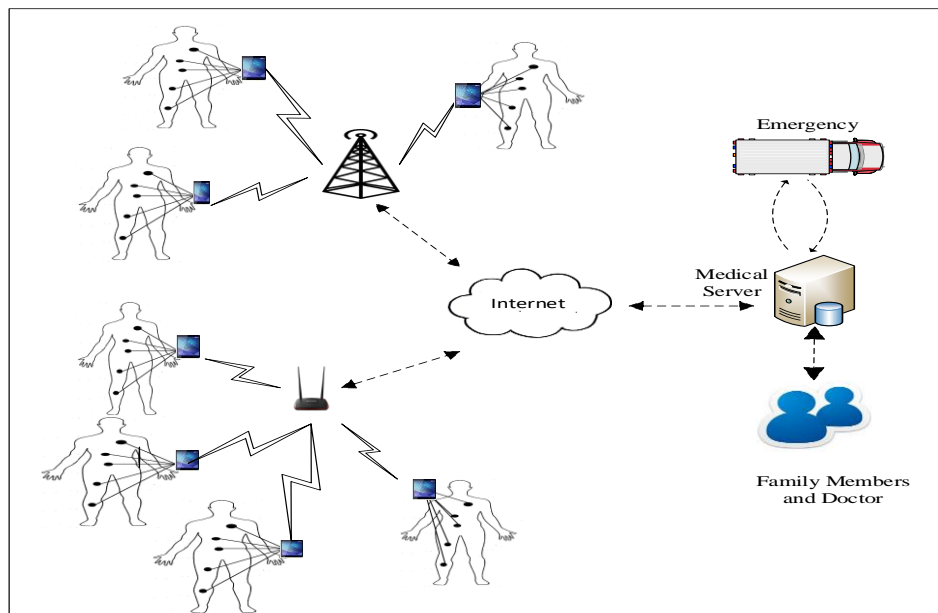 Emergency
Medical
Server
Internet
Family Members
and Doctor